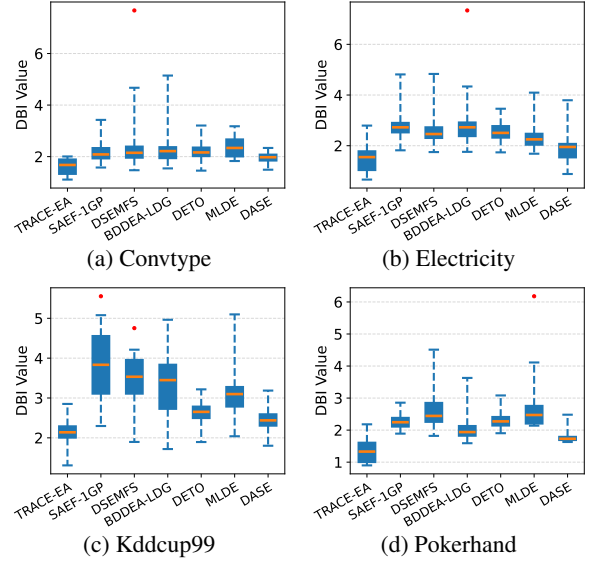 DBI Value
6
4
2
TRACE-EA
SAEF-1GP
DSEMFS
BDDEA-LDG
DETO
MLDE
DASE
(a) Convtype
DBI Value
6
4
2
TRACE-EA
SAEF-1GP
DSEMFS
BDDEA-LDG
DETO
MLDE
DASE
(b) Electricity
DBI Value
5
4
3
2
TRACE-EA
SAEF-1GP
DSEMFS
BDDEA-LDG
DETO
MLDE
DASE
(c) Kddcup99
DBI Value
6
5
4
3
2
1
TRACE-EA
SAEF-1GP
DSEMFS
BDDEA-LDG
DETO
MLDE
DASE
(d) Pokerhand